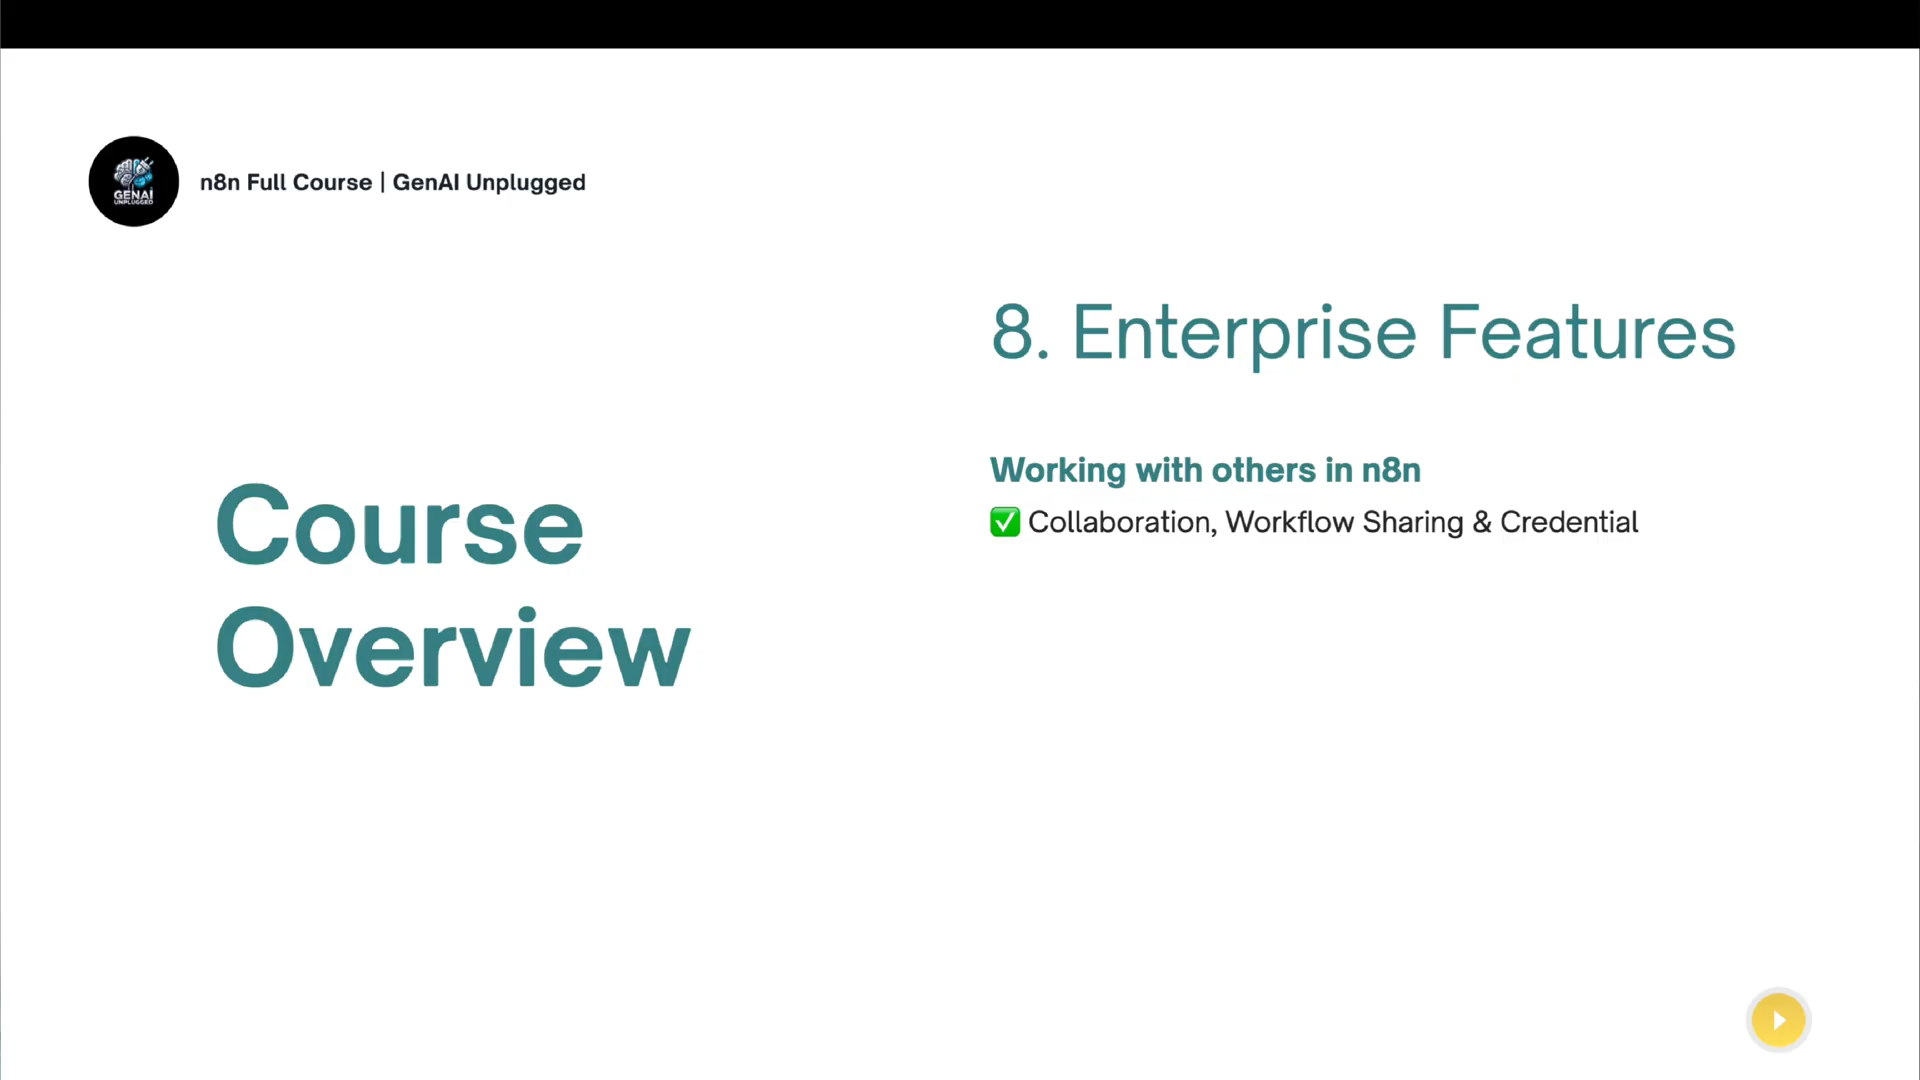 GENAI
UNPLUGGED
n8n Full Course | GenAI Unplugged
Course
Overview
8. Enterprise Features
Working with others in n8n
✅ Collaboration, Workflow Sharing & Credential